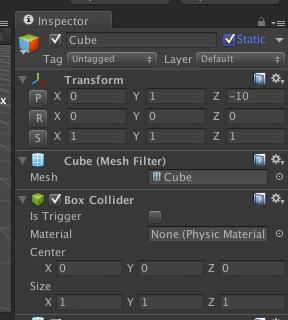 Inspector
Cube Static
Tag Untagged Layer Default
Transform
P X 0 Y 1 Z -10
R X 0 Y 0 Z 0
S X 1 Y 1 Z 1
Cube (Mesh Filter)
Mesh Cube
Box Collider
Is Trigger
Material None (Physic Material
Center
X 0 Y 0 Z 0
Size
X 1 Y 1 Z 1